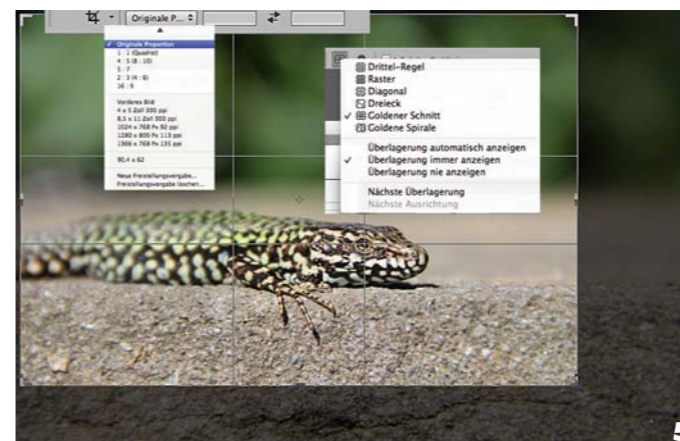 Originale P...
Originale Proportion
1 : 1 (Quadrat)
4 : 5 (8 : 10)
5 : 7
2 : 3 (4 : 6)
16 : 9
Vorderes Bild
4 x 5 Zoll 300 ppi
8,5 x 11 Zoll 300 ppi
1024 x 768 Px 92 ppi
1280 x 800 Px 113 ppi
1366 x 768 Px 135 ppi
90,4 x 62
Neue Freistellungsvorgabe...
Freistellungsvorgabe löschen...
Drittel-Regel
Raster
Diagonal
Dreieck
Goldener Schnitt
Goldene Spirale
Überlagerung automatisch anzeigen
Überlagerung immer anzeigen
Überlagerung nie anzeigen
Nächste Überlagerung
Nächste Ausrichtung